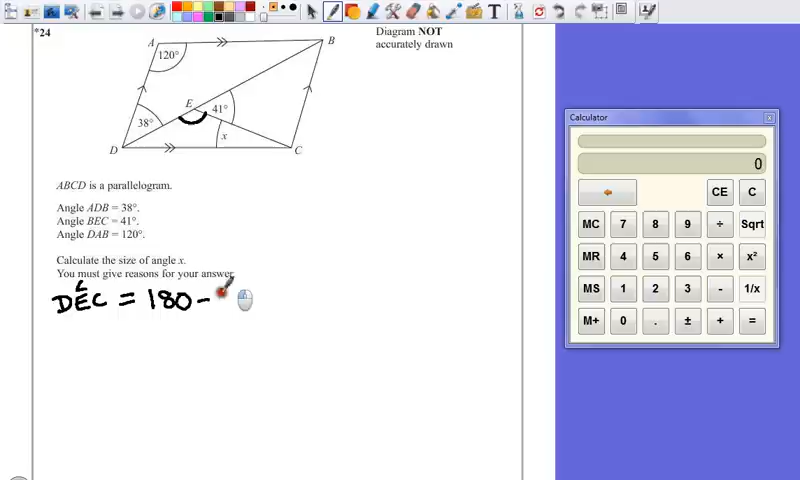 *24
Diagram NOT
accurately drawn
A
B
120°
E
41°
38°
x
D
C
ABCD is a parallelogram.
Angle ADB = 38°.
Angle BEC = 41°.
Angle DAB = 120°.
Calculate the size of angle x.
You must give reasons for your answer.
DEC = 180 –
Calculator
0
CE C
MC 7 8 9 ÷ Sqrt
MR 4 5 6 × x²
MS 1 2 3 - 1/x
M+ 0 . ± + =